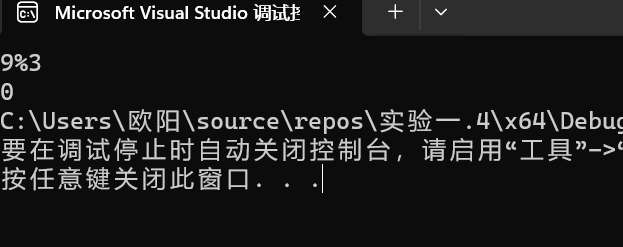 Microsoft Visual Studio 调试
9%3
0
C:\Users\欧阳\source\repos\实验一.4\x64\Debug
要在调试停止时自动关闭控制台，请启用“工具”->“
按任意键关闭此窗口. . .